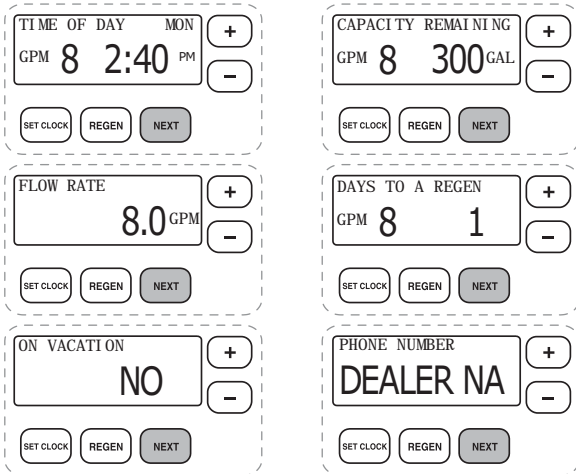 TIME OF DAY MON
GPM 8 2:40 PM
+
−
SET CLOCK REGEN NEXT
CAPACITY REMAINING
GPM 8 300 GAL
+
−
SET CLOCK REGEN NEXT
FLOW RATE
8.0 GPM
+
−
SET CLOCK REGEN NEXT
DAYS TO A REGEN
GPM 8 1
+
−
SET CLOCK REGEN NEXT
ON VACATION
NO
+
−
SET CLOCK REGEN NEXT
PHONE NUMBER
DEALER NA
+
−
SET CLOCK REGEN NEXT